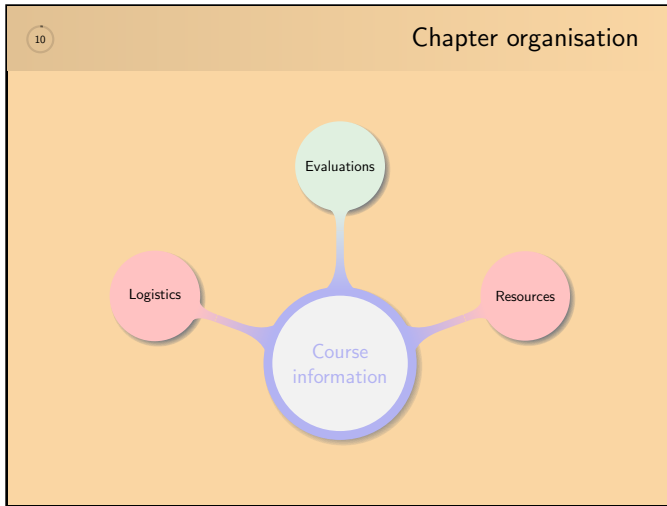 10
Chapter organisation
Evaluations
Logistics
Resources
Course
information